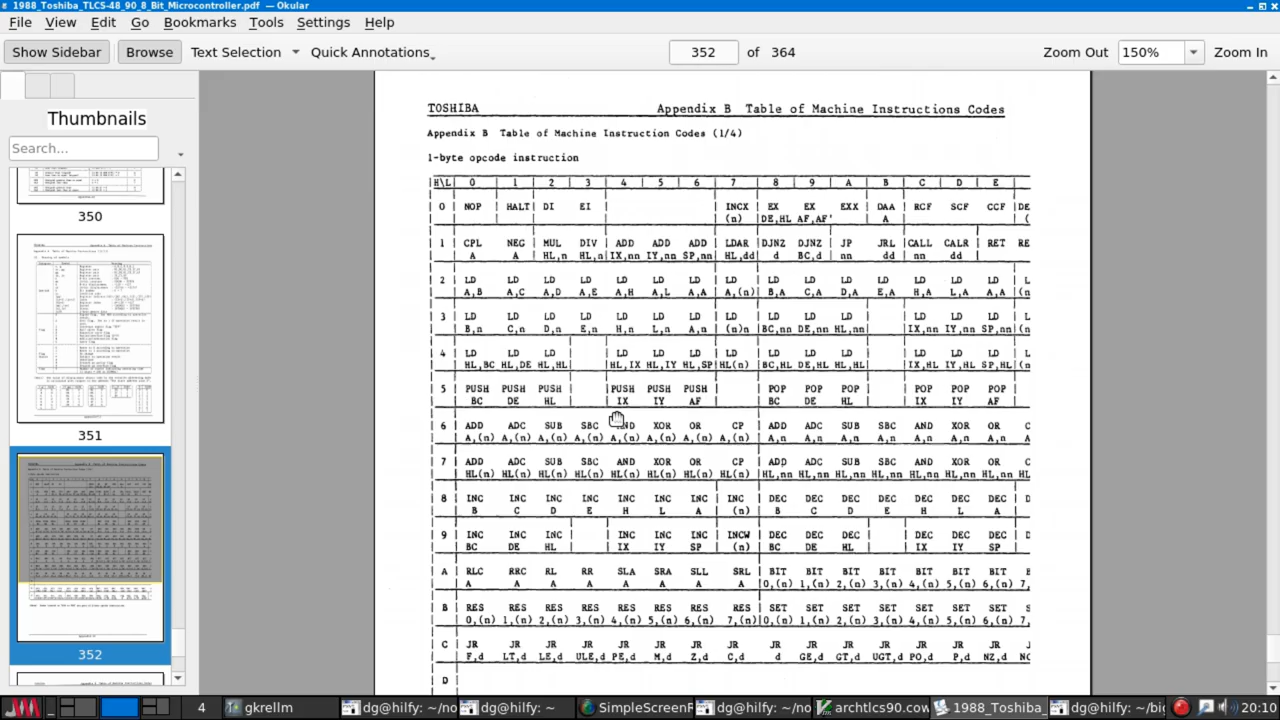 1988_Toshiba_TLCS-48_90_8_Bit_Microcontroller.pdf — Okular
File View Edit Go Bookmarks Tools Settings Help
Show Sidebar Browse Text Selection Quick Annotations 352 of 364 Zoom Out 150% Zoom In
Thumbnails
Search...
350
351
352
TOSHIBA Appendix B Table of Machine Instructions Codes
Appendix B Table of Machine Instruction Codes (1/4)
1-byte opcode instruction
H\L 0 1 2 3 4 5 6 7 8 9 A B C D E
0 NOP HALT DI EI INCX EX EX EXX DAA RCF SCF CCF DE
(n) DE,HL AF,AF' A (
1 CPL NEG MUL DIV ADD ADD ADD LDAR DJNZ DJNZ JP JRL CALL CALR RET RE
A A HL,n HL,n IX,nn IY,nn SP,nn HL,dd d BC,d nn dd nn dd
2 LD LD LD LD LD LD LD LD LD LD LD LD LD LD LD
A,B A,C A,D A,E A,H A,L A,A A,(n) B,A C,A D,A E,A H,A L,A A,A (n
3 LD LD LD LD LD LD LD LD LD LD LD LD LD LD
B,n C,n D,n E,n H,n L,n A,n (n)n BC,nn DE,nn HL,nn IX,nn IY,nn SP,nn (n
4 LD LD LD LD LD LD LD LD LD LD LD LD LD
HL,BC HL,DE HL,HL HL,IX HL,IY HL,SP HL(n) BC,HL DE,HL HL,HL IX,HL IY,HL SP,HL (
5 PUSH PUSH PUSH PUSH PUSH PUSH POP POP POP POP POP POP
BC DE HL IX IY AF BC DE HL IX IY AF
6 ADD ADC SUB SBC AND XOR OR CP ADD ADC SUB SBC AND XOR OR C
A,(n) A,(n) A,(n) A,(n) A,(n) A,(n) A,(n) A,(n) A,n A,n A,n A,n A,n A,n A,n A
7 ADD ADC SUB SBC AND XOR OR CP ADD ADC SUB SBC AND XOR OR C
HL(n) HL(n) HL(n) HL(n) HL(n) HL(n) HL(n) HL(n) HL,nn HL,nn HL,nn HL,nn HL,nn HL,nn HL,nn HL
8 INC INC INC INC INC INC INC INC DEC DEC DEC DEC DEC DEC DEC D
B C D E H L A (n) B C D E H L A (
9 INC INC INC INC INC INC INCW DEC DEC DEC DEC DEC DEC D
BC DE HL IX IY SP (n) BC DE HL IX IY SP (
A RLC RRC RL RR SLA SRA SLL SRL BIT BIT BIT BIT BIT BIT BIT B
A A A A A A A A 0,(n) 1,(n) 2,(n) 3,(n) 4,(n) 5,(n) 6,(n) 7,
B RES RES RES RES RES RES RES RES SET SET SET SET SET SET SET S
0,(n) 1,(n) 2,(n) 3,(n) 4,(n) 5,(n) 6,(n) 7,(n) 0,(n) 1,(n) 2,(n) 3,(n) 4,(n) 5,(n) 6,(n) 7,
C JR JR JR JR JR JR JR JR JR JR JR JR JR JR JR J
F,d LT,d LE,d ULE,d PE,d M,d Z,d C,d d GE,d GT,d UGT,d PO,d P,d NZ,d NC
D
4 gkrellm dg@hilfy: ~/no dg@hilfy: ~ SimpleScreenR dg@hilfy: ~/no archtlcs90.cow 1988_Toshiba_ dg@hilfy: ~/bi 20:10